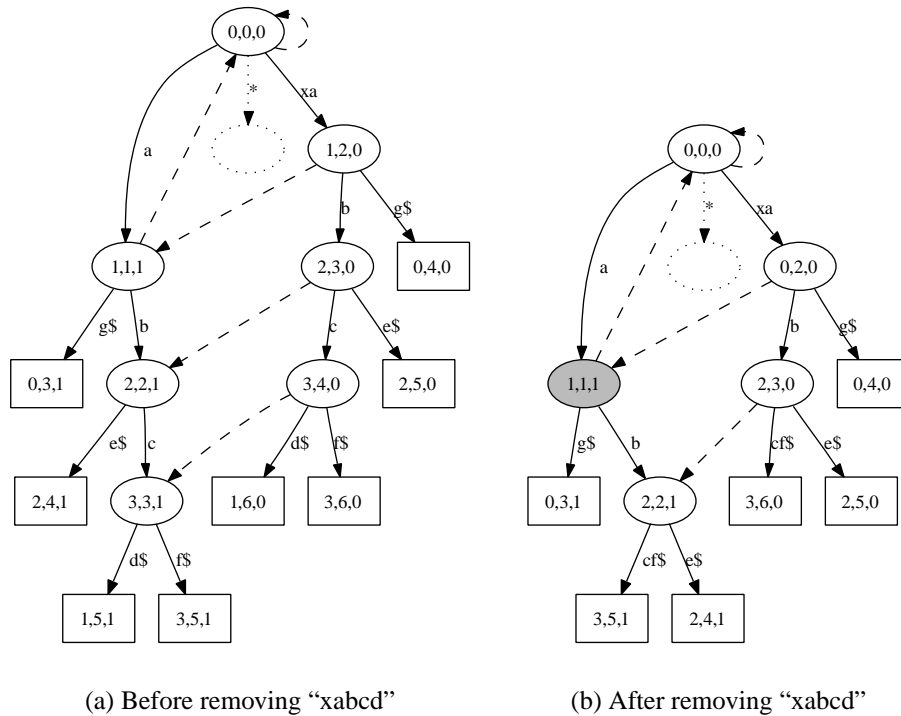 0,0,0
*
xa
a
1,2,0
b
g$
1,1,1
2,3,0
0,4,0
g$
b
c
e$
0,3,1
2,2,1
3,4,0
2,5,0
e$
c
d$
f$
2,4,1
3,3,1
1,6,0
3,6,0
d$
f$
1,5,1
3,5,1
(a) Before removing “xabcd”
0,0,0
*
xa
a
0,2,0
b
g$
1,1,1
2,3,0
0,4,0
g$
b
cf$
e$
0,3,1
2,2,1
3,6,0
2,5,0
cf$
e$
3,5,1
2,4,1
(b) After removing “xabcd”